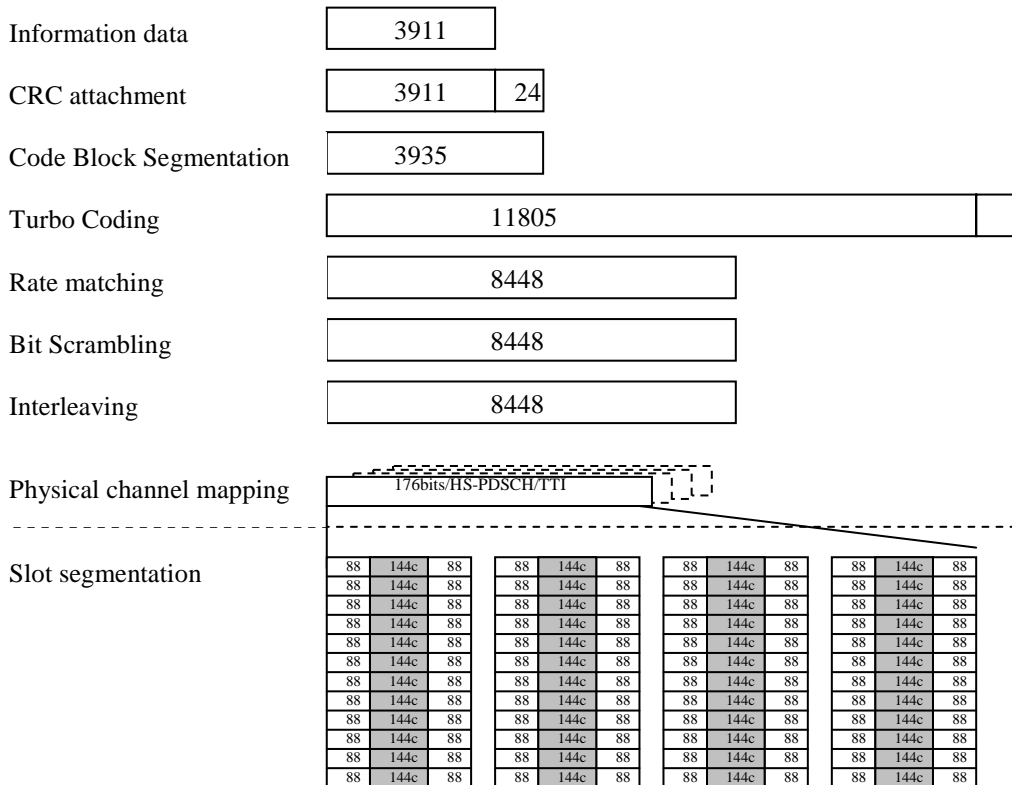 Information data 3911
CRC attachment 3911 24
Code Block Segmentation 3935
Turbo Coding 11805
Rate matching 8448
Bit Scrambling 8448
Interleaving 8448
Physical channel mapping 176bits/HS-PDSCH/TTI
Slot segmentation
88 144c 88 88 144c 88 88 144c 88 88 144c 88
88 144c 88 88 144c 88 88 144c 88 88 144c 88
88 144c 88 88 144c 88 88 144c 88 88 144c 88
88 144c 88 88 144c 88 88 144c 88 88 144c 88
88 144c 88 88 144c 88 88 144c 88 88 144c 88
88 144c 88 88 144c 88 88 144c 88 88 144c 88
88 144c 88 88 144c 88 88 144c 88 88 144c 88
88 144c 88 88 144c 88 88 144c 88 88 144c 88
88 144c 88 88 144c 88 88 144c 88 88 144c 88
88 144c 88 88 144c 88 88 144c 88 88 144c 88
88 144c 88 88 144c 88 88 144c 88 88 144c 88
88 144c 88 88 144c 88 88 144c 88 88 144c 88